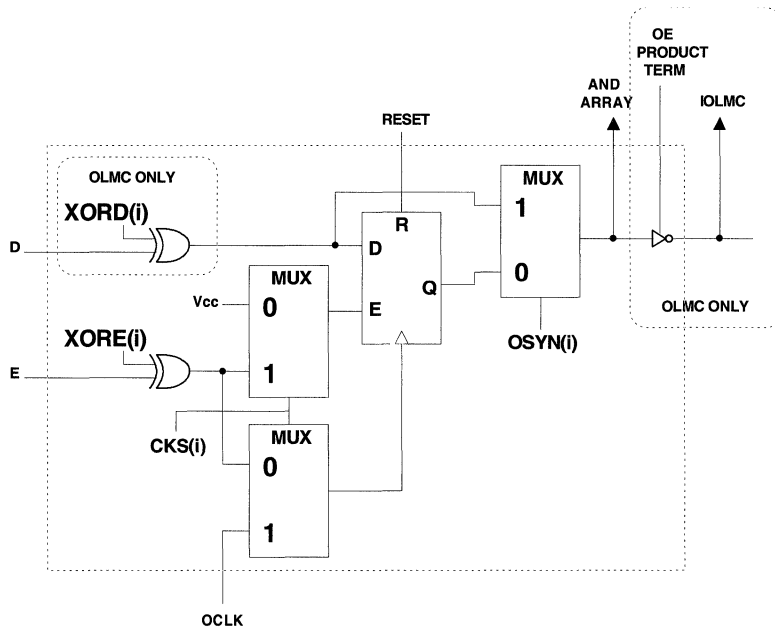 OE
PRODUCT
TERM
AND
ARRAY
IOLMC
RESET
OLMC ONLY
MUX
XORD(i)
1
R
D
D
MUX
0
Q
Vcc
0
E
OLMC ONLY
XORE(i)
OSYN(i)
1
E
CKS(i)
MUX
0
1
OCLK